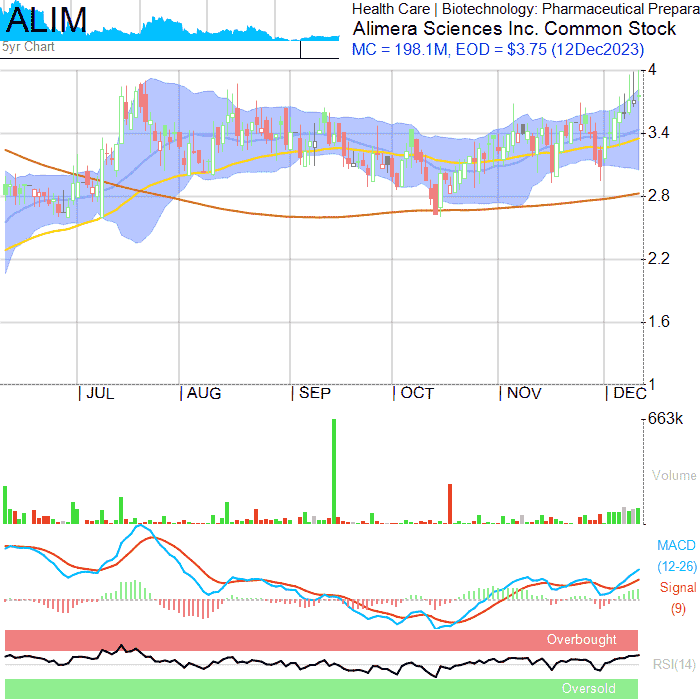 ALIM
5yr Chart
Health Care | Biotechnology: Pharmaceutical Prepara
Alimera Sciences Inc. Common Stock
MC = 198.1M, EOD = $3.75 (12Dec2023)
4
3.4
2.8
2.2
1.6
1
JUL AUG SEP OCT NOV DEC
663k
Volume
MACD
(12-26)
Signal
(9)
Overbought
RSI(14)
Oversold